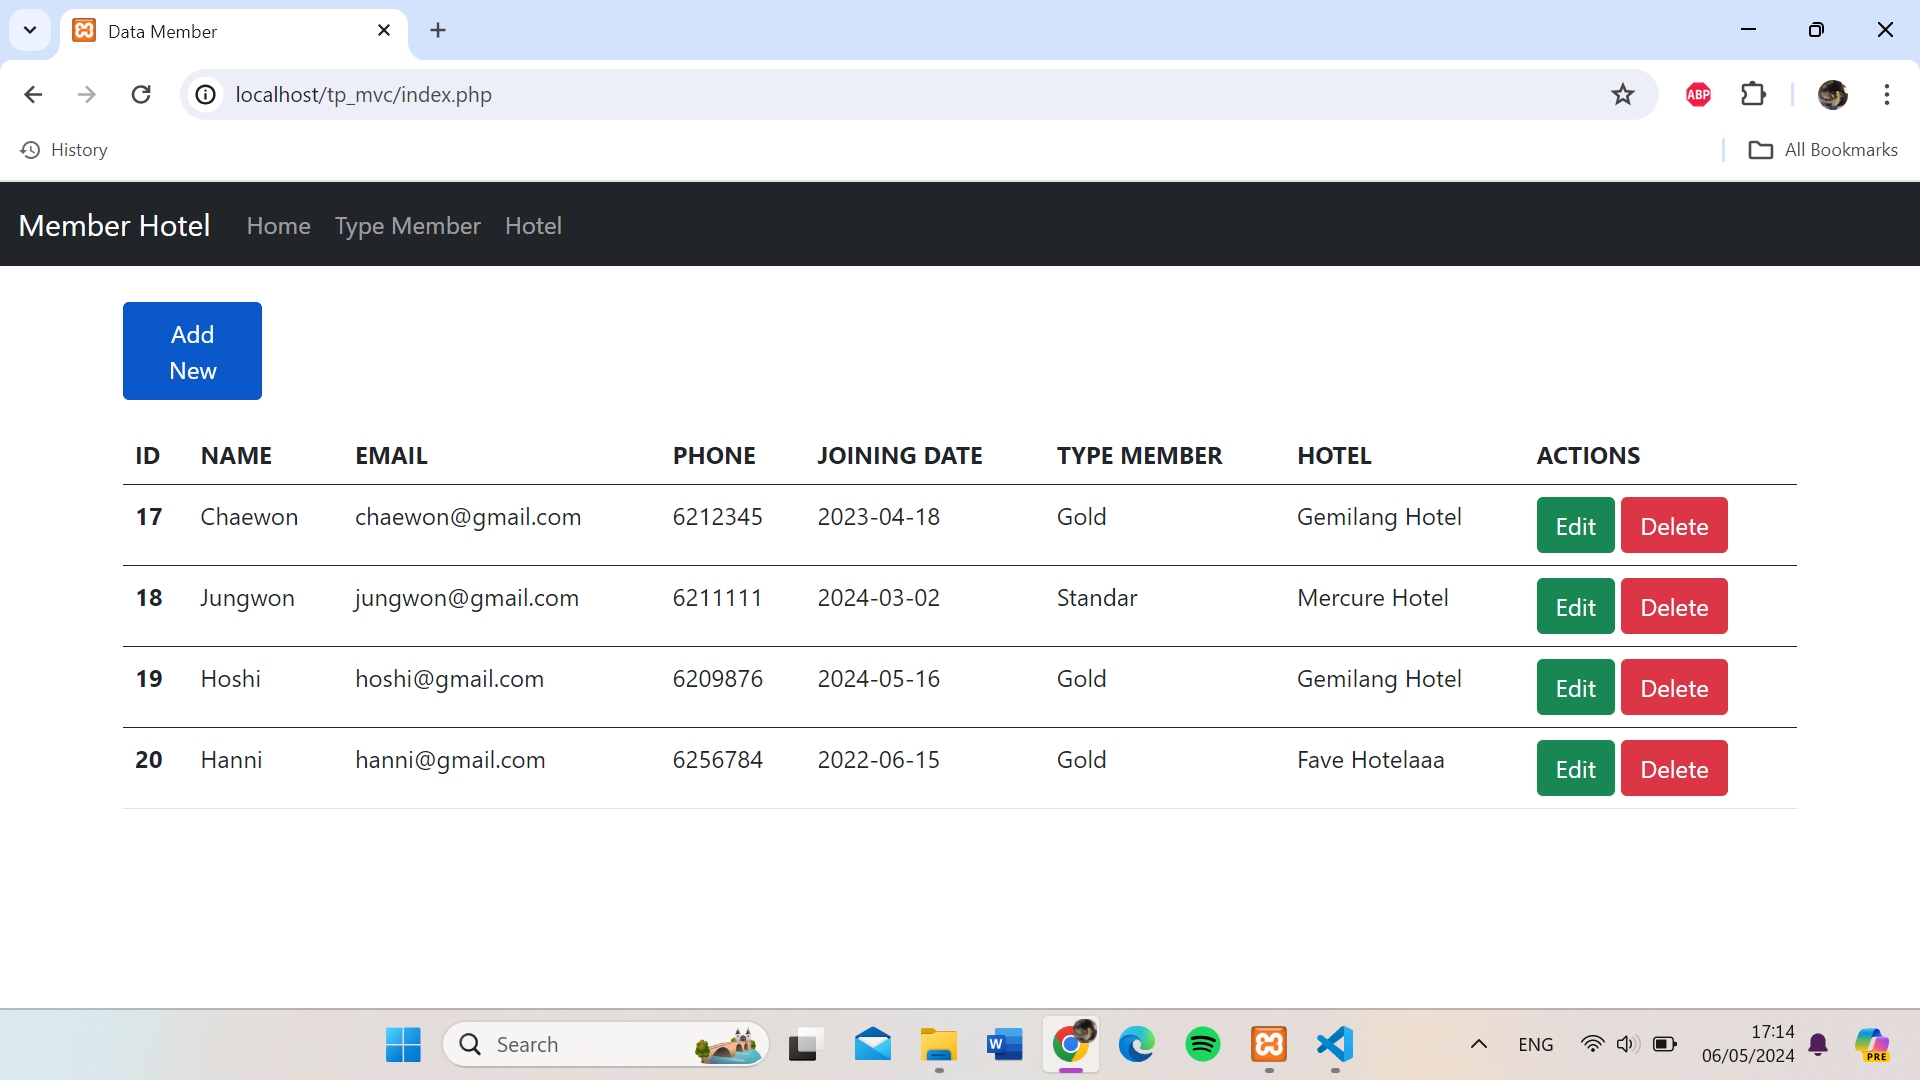 Data Member
localhost/tp_mvc/index.php
ABP
History
All Bookmarks
Member Hotel Home Type Member Hotel
Add
New
ID NAME EMAIL PHONE JOINING DATE TYPE MEMBER HOTEL ACTIONS
17 Chaewon chaewon@gmail.com 6212345 2023-04-18 Gold Gemilang Hotel Edit Delete
18 Jungwon jungwon@gmail.com 6211111 2024-03-02 Standar Mercure Hotel Edit Delete
19 Hoshi hoshi@gmail.com 6209876 2024-05-16 Gold Gemilang Hotel Edit Delete
20 Hanni hanni@gmail.com 6256784 2022-06-15 Gold Fave Hotelaaa Edit Delete
Search
W
ENG
17:14
06/05/2024
PRE